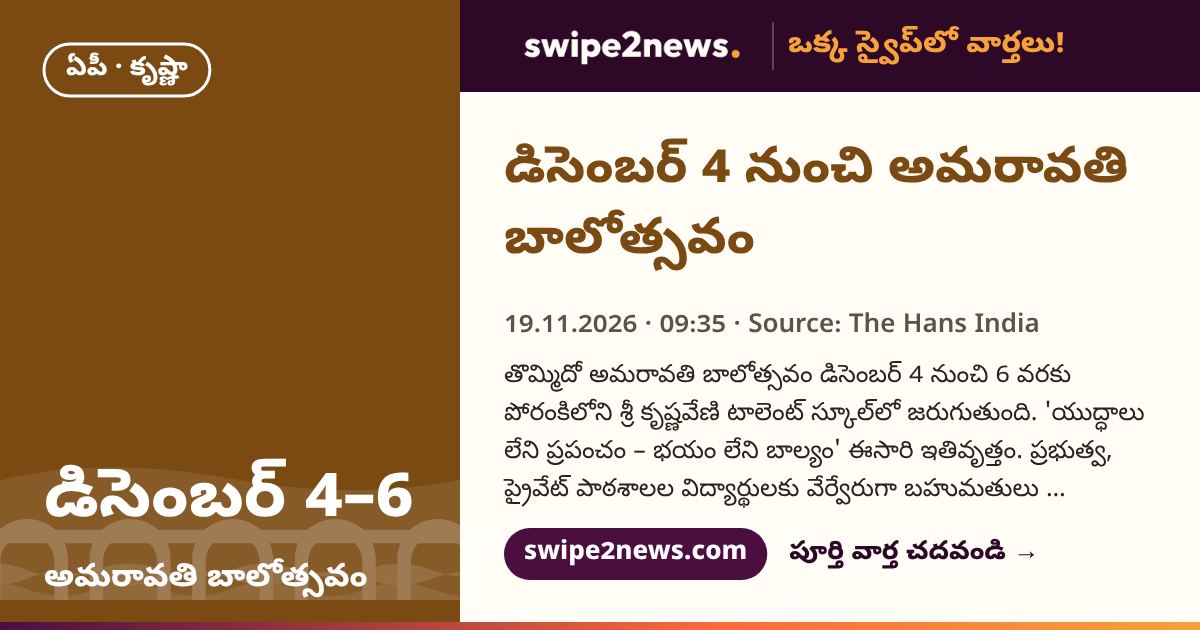 ఏపీ · కృష్ణా
డిసెంబర్ 4–6
అమరావతి బాలోత్సవం
swipe2news. ఒక్క స్వైప్‌లో వార్తలు!
డిసెంబర్ 4 నుంచి అమరావతి
బాలోత్సవం
19.11.2026 · 09:35 · Source: The Hans India
తొమ్మిదో అమరావతి బాలోత్సవం డిసెంబర్ 4 నుంచి 6 వరకు
పోరంకిలోని శ్రీ కృష్ణవేణి టాలెంట్ స్కూల్‌లో జరుగుతుంది. 'యుద్ధాలు
లేని ప్రపంచం – భయం లేని బాల్యం' ఈసారి ఇతివృత్తం. ప్రభుత్వ,
ప్రైవేట్ పాఠశాలల విద్యార్థులకు వేర్వేరుగా బహుమతులు ...
swipe2news.com పూర్తి వార్త చదవండి →